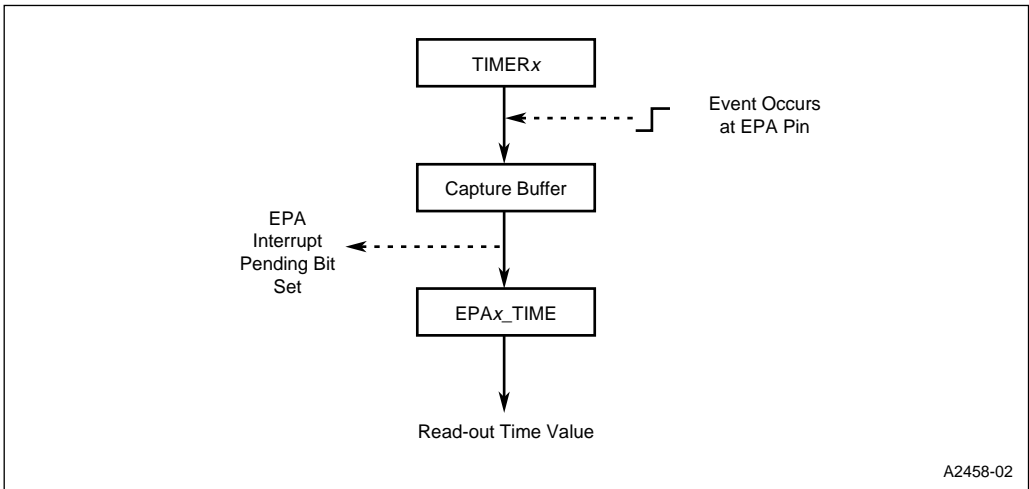 TIMERx
Event Occurs
at EPA Pin
Capture Buffer
EPA
Interrupt
Pending Bit
Set
EPAx_TIME
Read-out Time Value
A2458-02